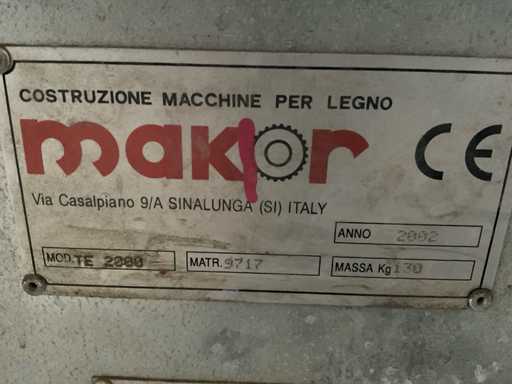 COSTRUZIONE MACCHINE PER LEGNO
makor CE
Via Casalpiano 9/A SINALUNGA (SI) ITALY
ANNO 2002
MOD. TE 2000 MATR. 9717 MASSA Kg 130